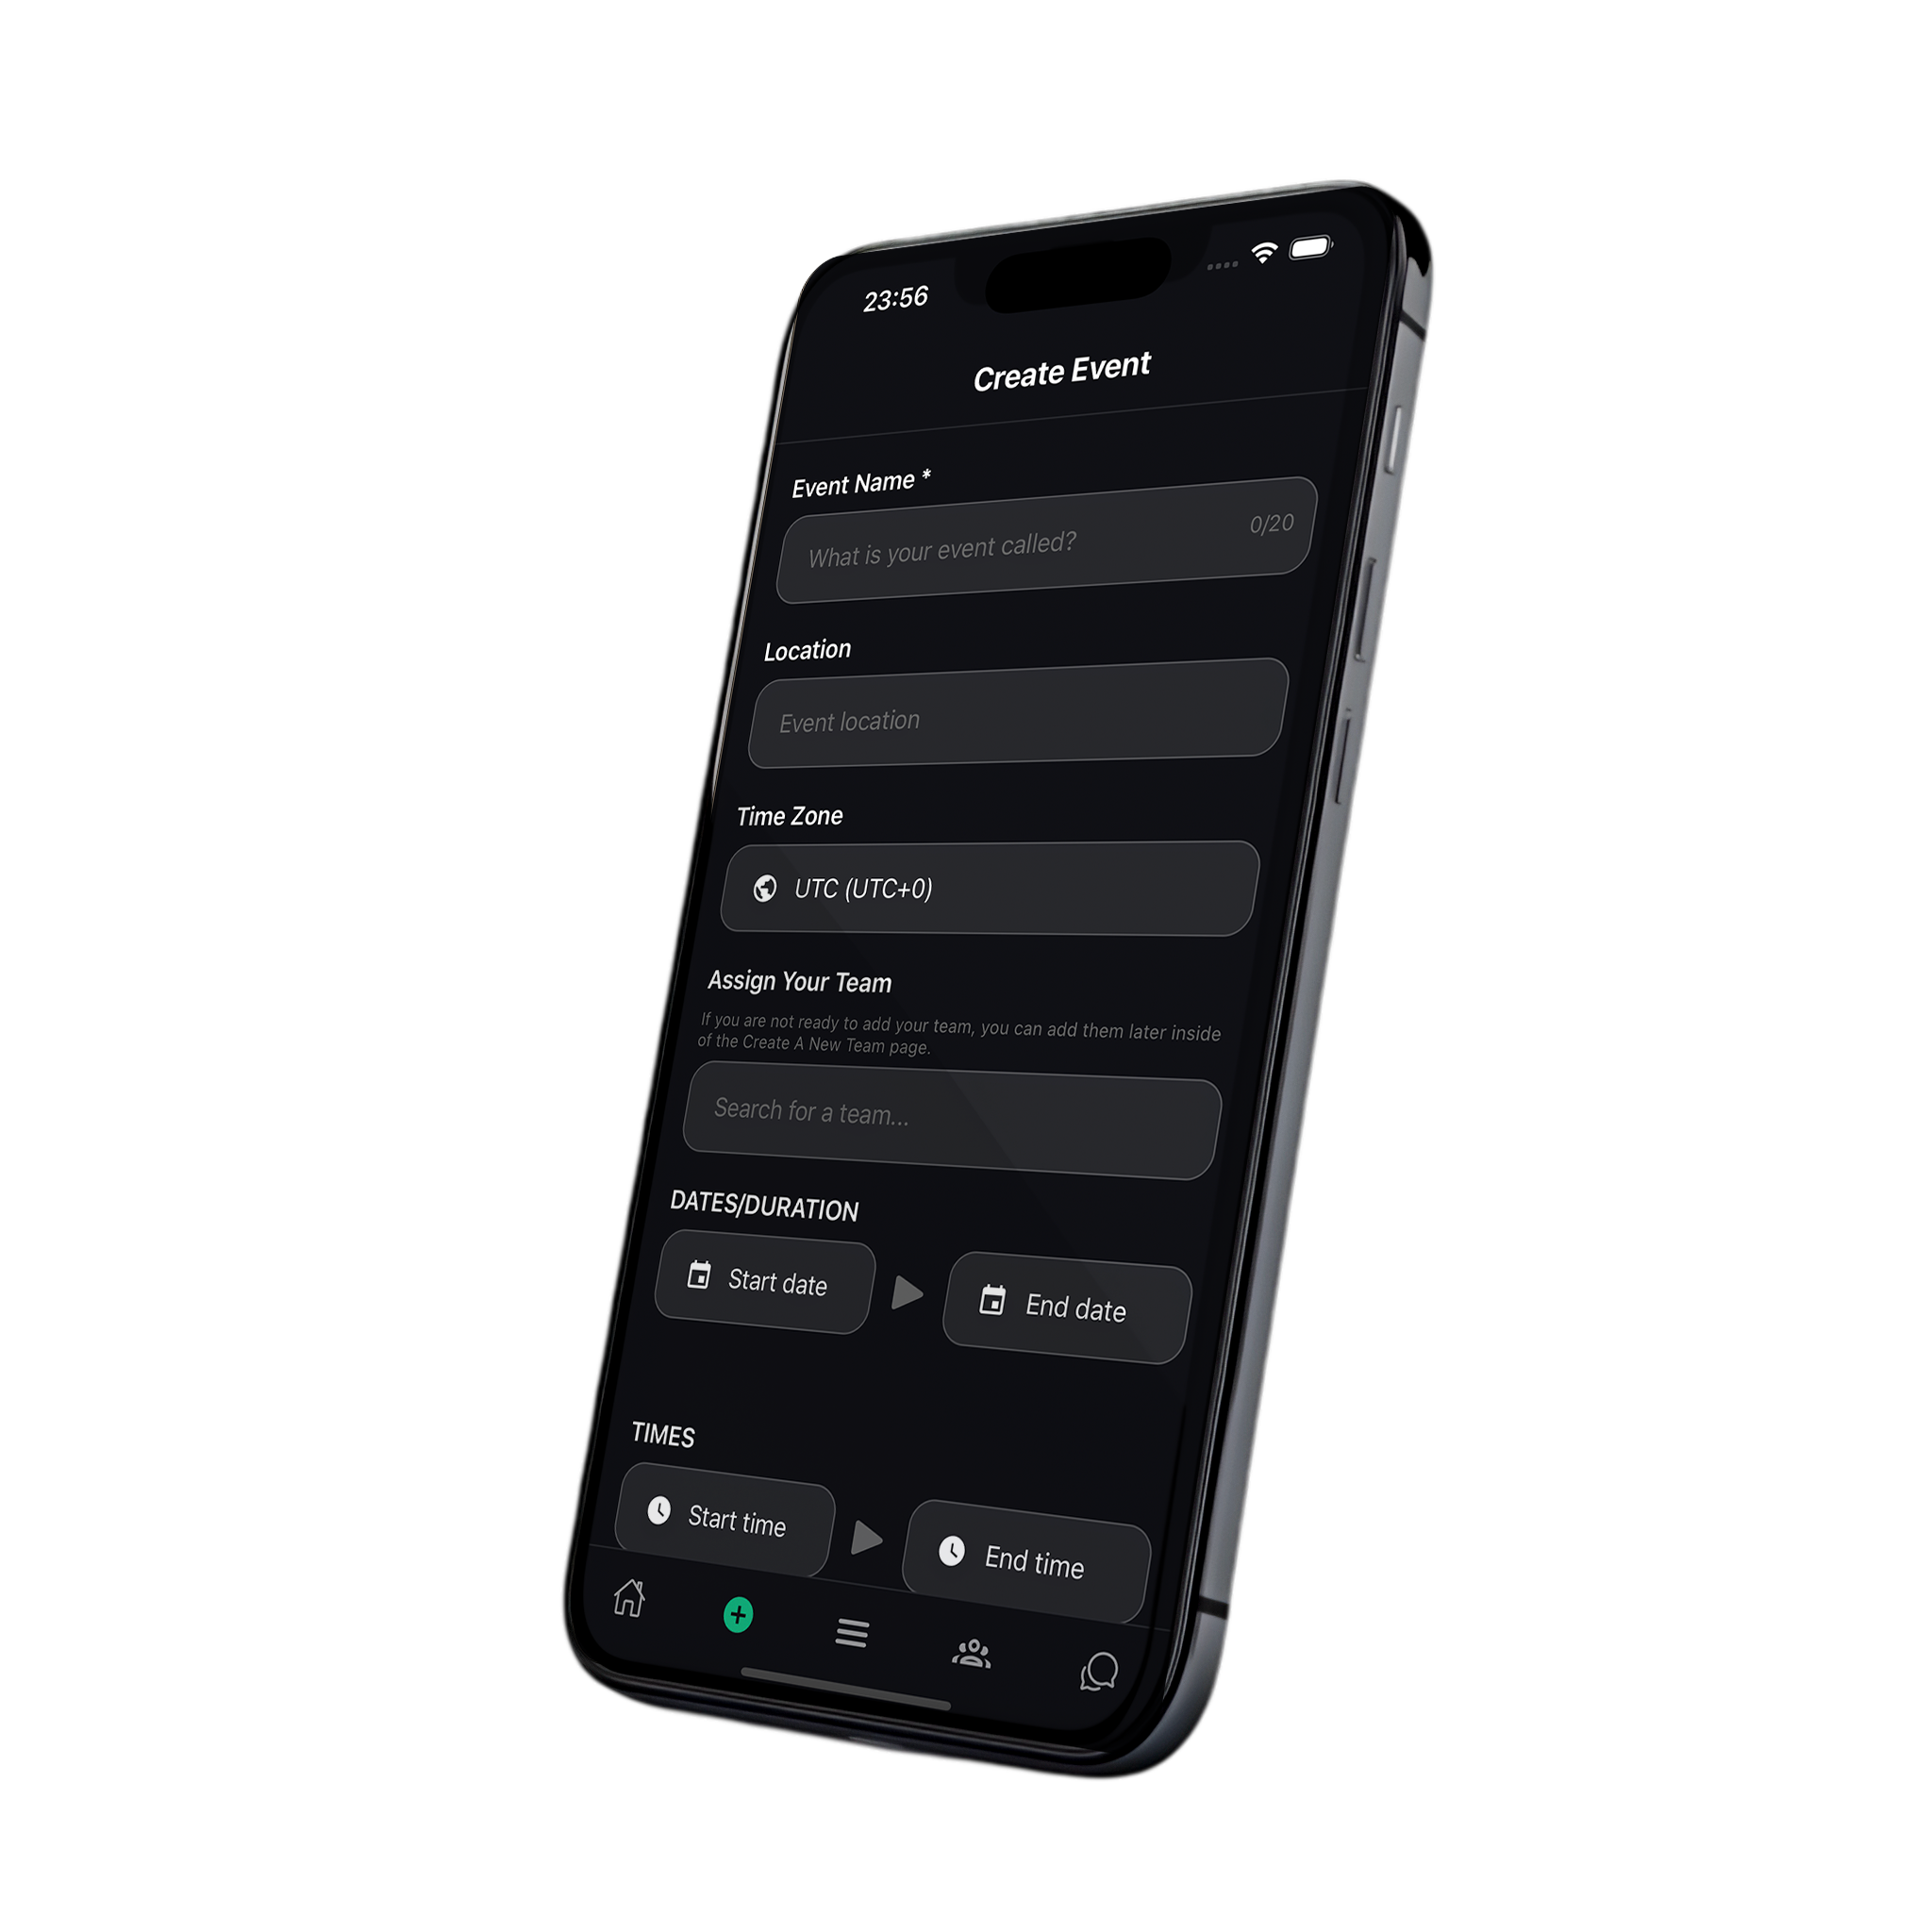 23:56
Create Event
Event Name *
What is your event called?
0/20
Location
Event location
Time Zone
UTC (UTC+0)
Assign Your Team
If you are not ready to add your team, you can add them later inside
of the Create A New Team page.
Search for a team...
DATES/DURATION
Start date
End date
TIMES
Start time
End time